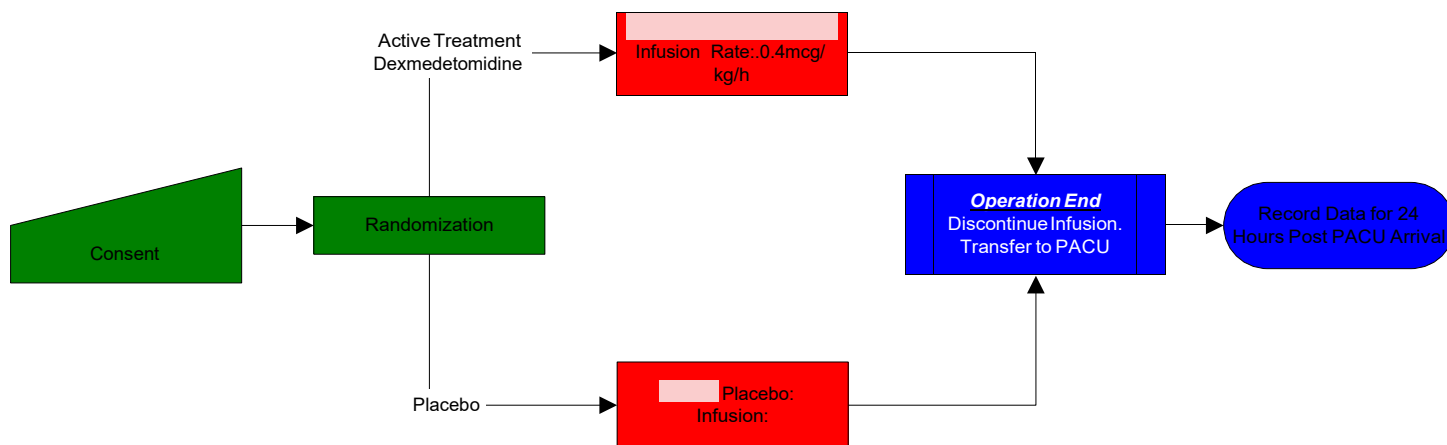 Consent
Randomization
Active Treatment
Dexmedetomidine
Infusion Rate:.0.4mcg/
kg/h
Placebo
Placebo:
Infusion:
Operation End
Discontinue Infusion.
Transfer to PACU
Record Data for 24
Hours Post PACU Arrival